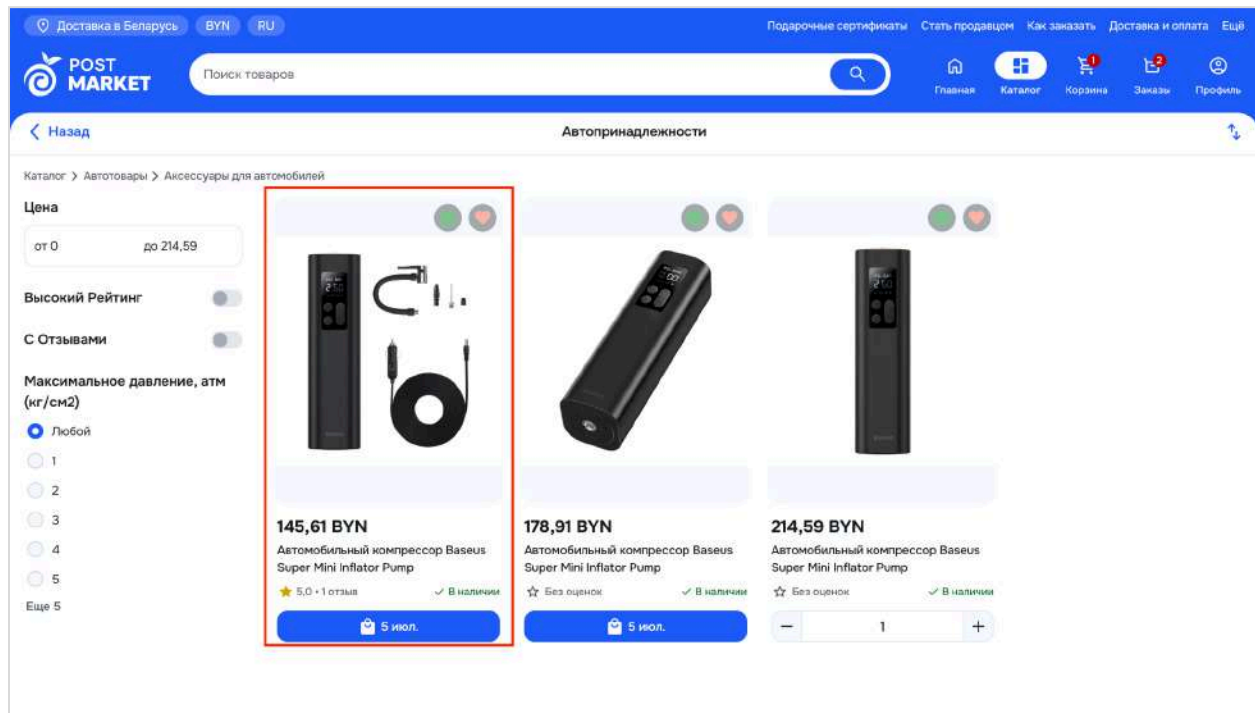 Доставка в Беларусь BYN RU
Подарочные сертификаты Стать продавцом Как заказать Доставка и оплата Ещё
POST
MARKET
Поиск товаров
Главная Каталог Корзина Заказы Профиль
1 2
Назад
Автопринадлежности
Каталог > Автотовары > Аксессуары для автомобилей
Цена
от 0 до 214,59
Высокий Рейтинг
С Отзывами
Максимальное давление, атм
(кг/см2)
Любой
1
2
3
4
5
Еще 5
145,61 BYN
Автомобильный компрессор Baseus
Super Mini Inflator Pump
5,0 • 1 отзыв В наличии
5 июл.
178,91 BYN
Автомобильный компрессор Baseus
Super Mini Inflator Pump
Без оценок В наличии
5 июл.
214,59 BYN
Автомобильный компрессор Baseus
Super Mini Inflator Pump
Без оценок В наличии
− 1 +